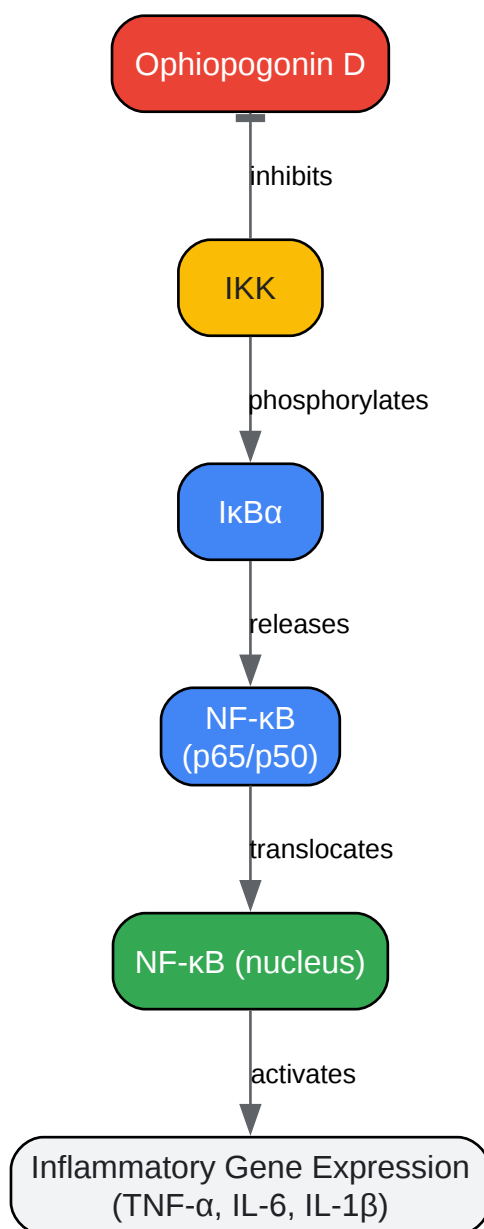 Ophiopogonin D
inhibits
IKK
phosphorylates
IκBα
releases
NF-κB
(p65/p50)
translocates
NF-κB (nucleus)
activates
Inflammatory Gene Expression
(TNF-α, IL-6, IL-1β)